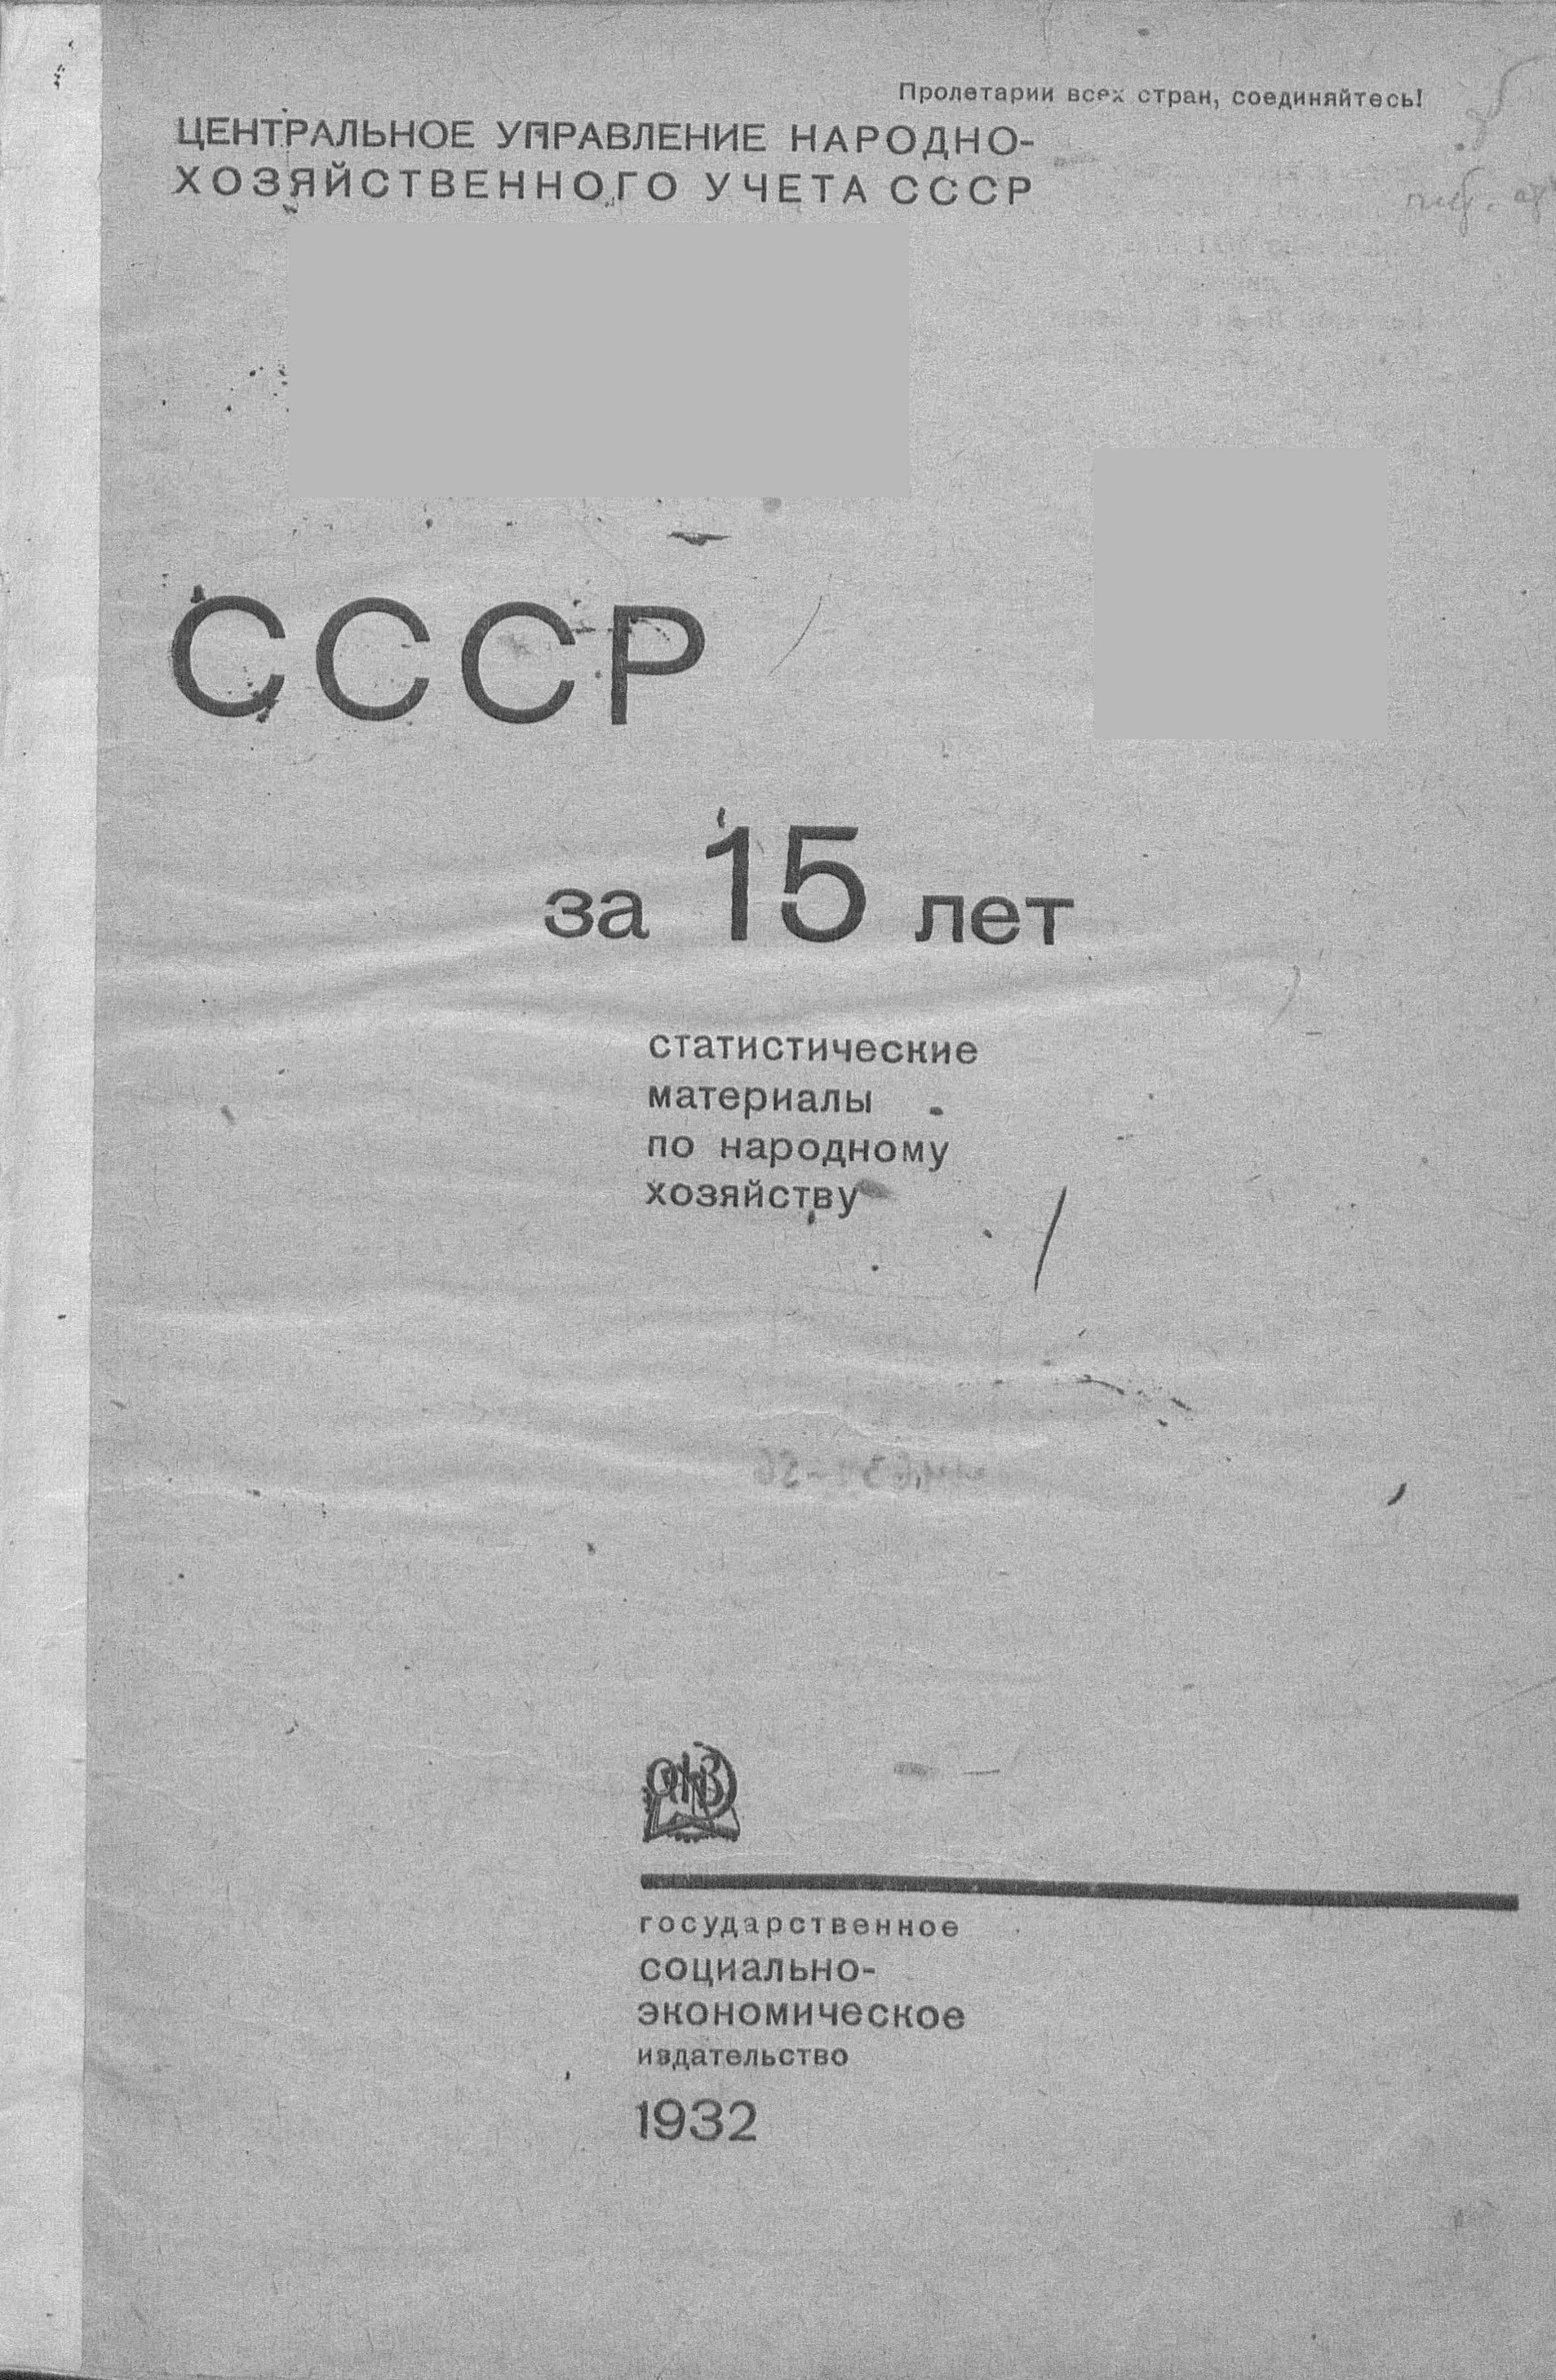 Пролетарии всех стран, соединяйтесь!
ЦЕНТРАЛЬНОЕ УПРАВЛЕНИЕ НАРОДНО-
ХОЗЯЙСТВЕННОГО УЧЕТА СССР
СССР
за 15 лет
статистические
материалы
по народному
хозяйству
ОГИЗ
государственное
социально-
экономическое
издательство
1932